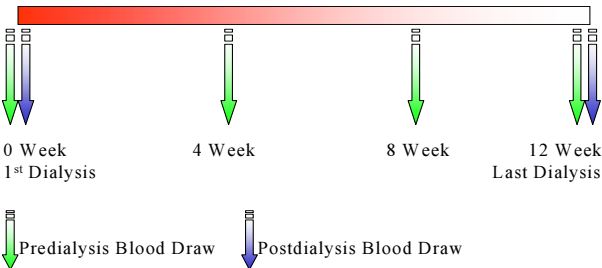 0 Week 4 Week 8 Week 12 Week
1st Dialysis Last Dialysis
Predialysis Blood Draw Postdialysis Blood Draw